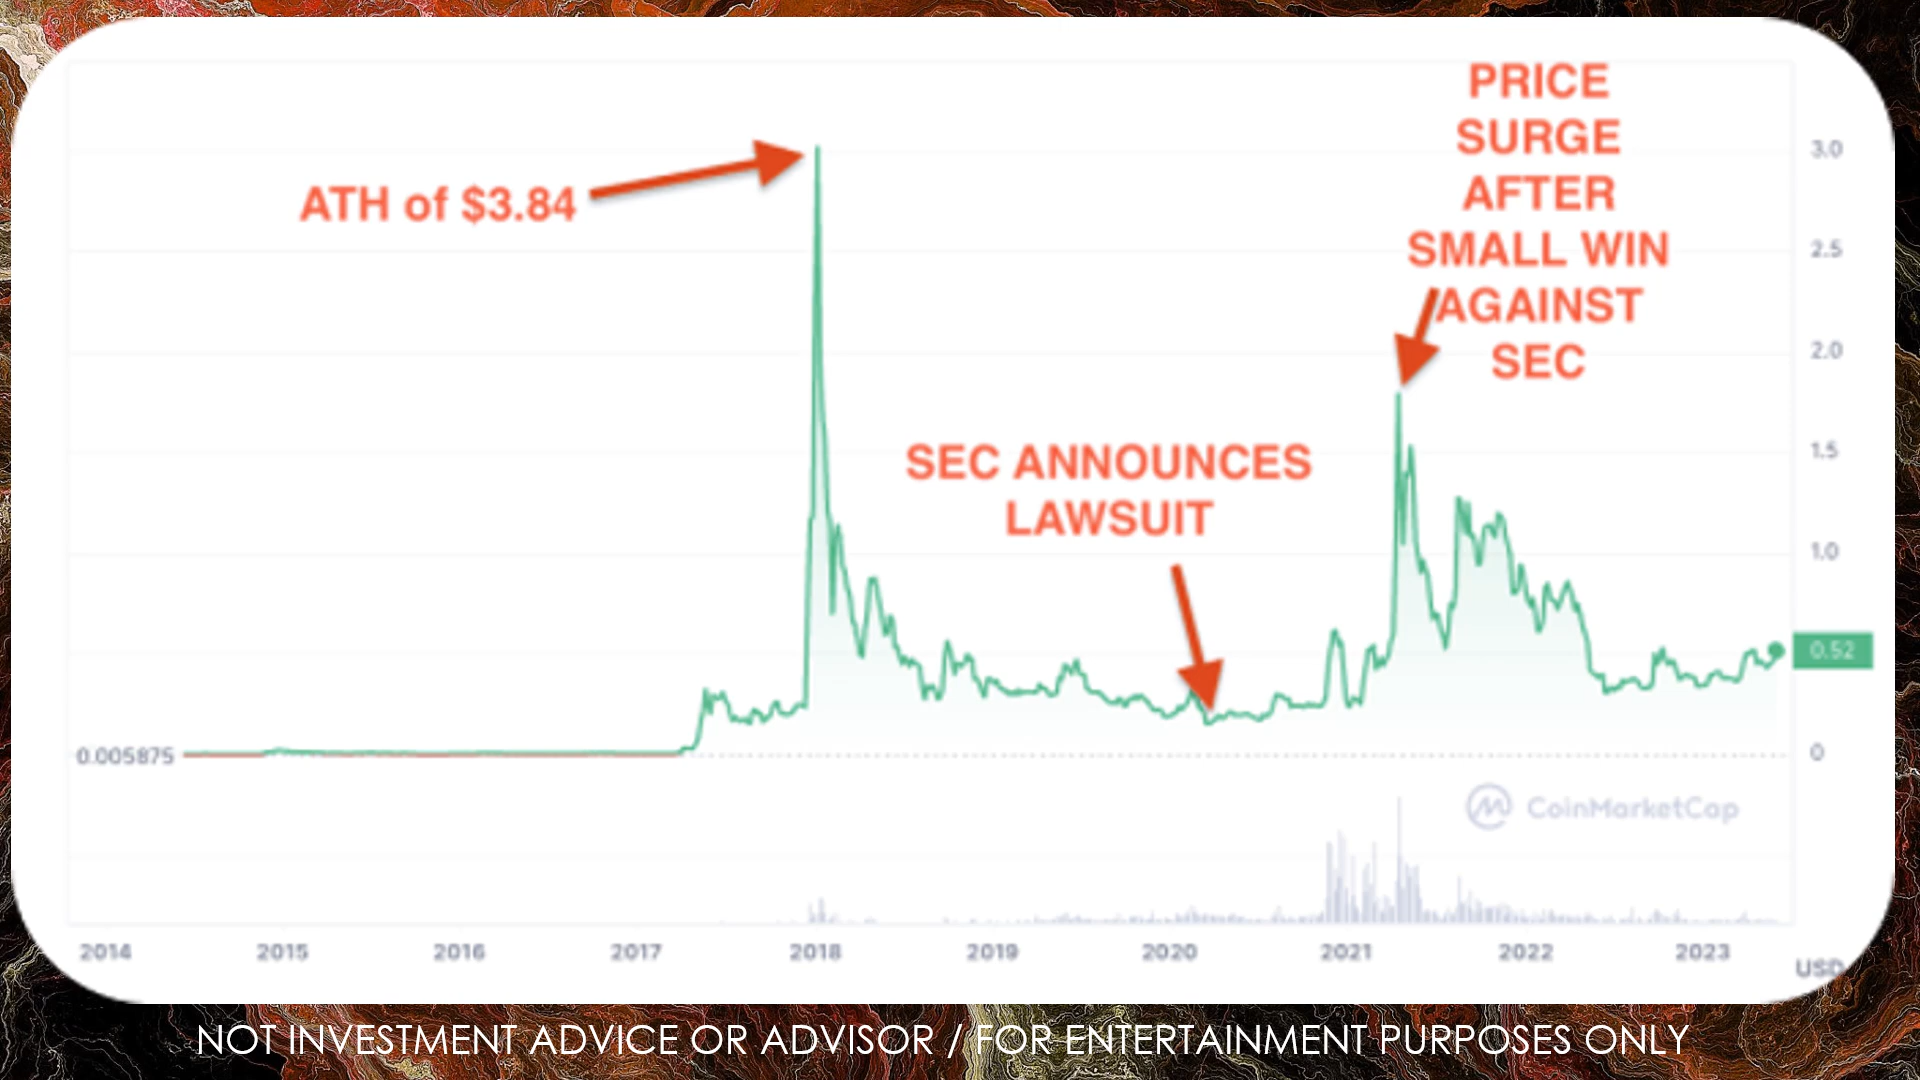 PRICE
SURGE
AFTER
SMALL WIN
AGAINST
SEC
ATH of $3.84
SEC ANNOUNCES
LAWSUIT
3.0
2.5
2.0
1.5
1.0
0.52
0
0.005875
CoinMarketCap
2014 2015 2016 2017 2018 2019 2020 2021 2022 2023
USD
NOT INVESTMENT ADVICE OR ADVISOR / FOR ENTERTAINMENT PURPOSES ONLY